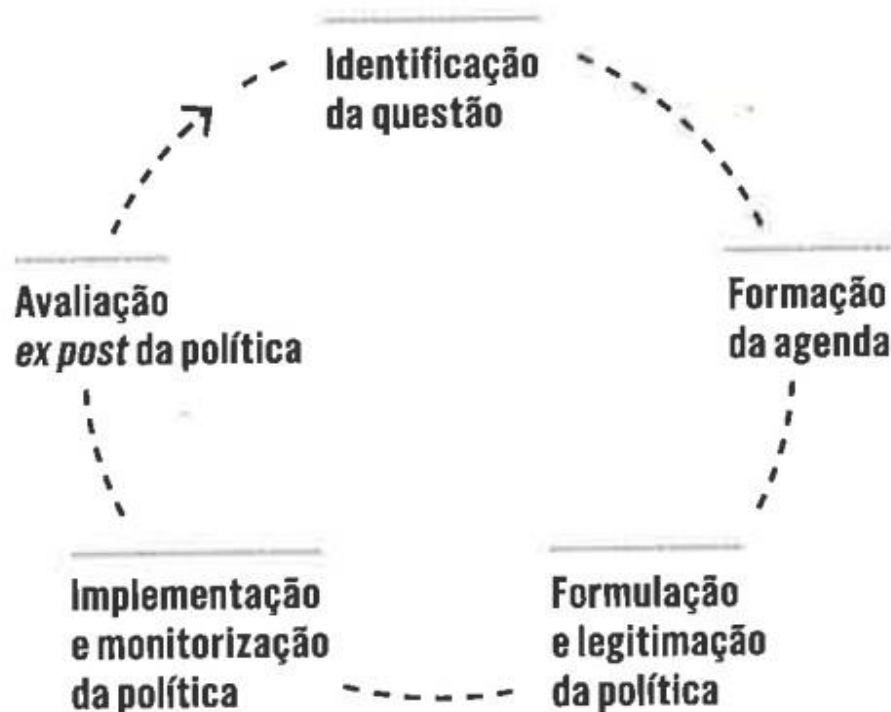 Identificação
da questão
Formação
da agenda
Formulação
e legitimação
da política
Implementação
e monitorização
da política
Avaliação
ex post da política